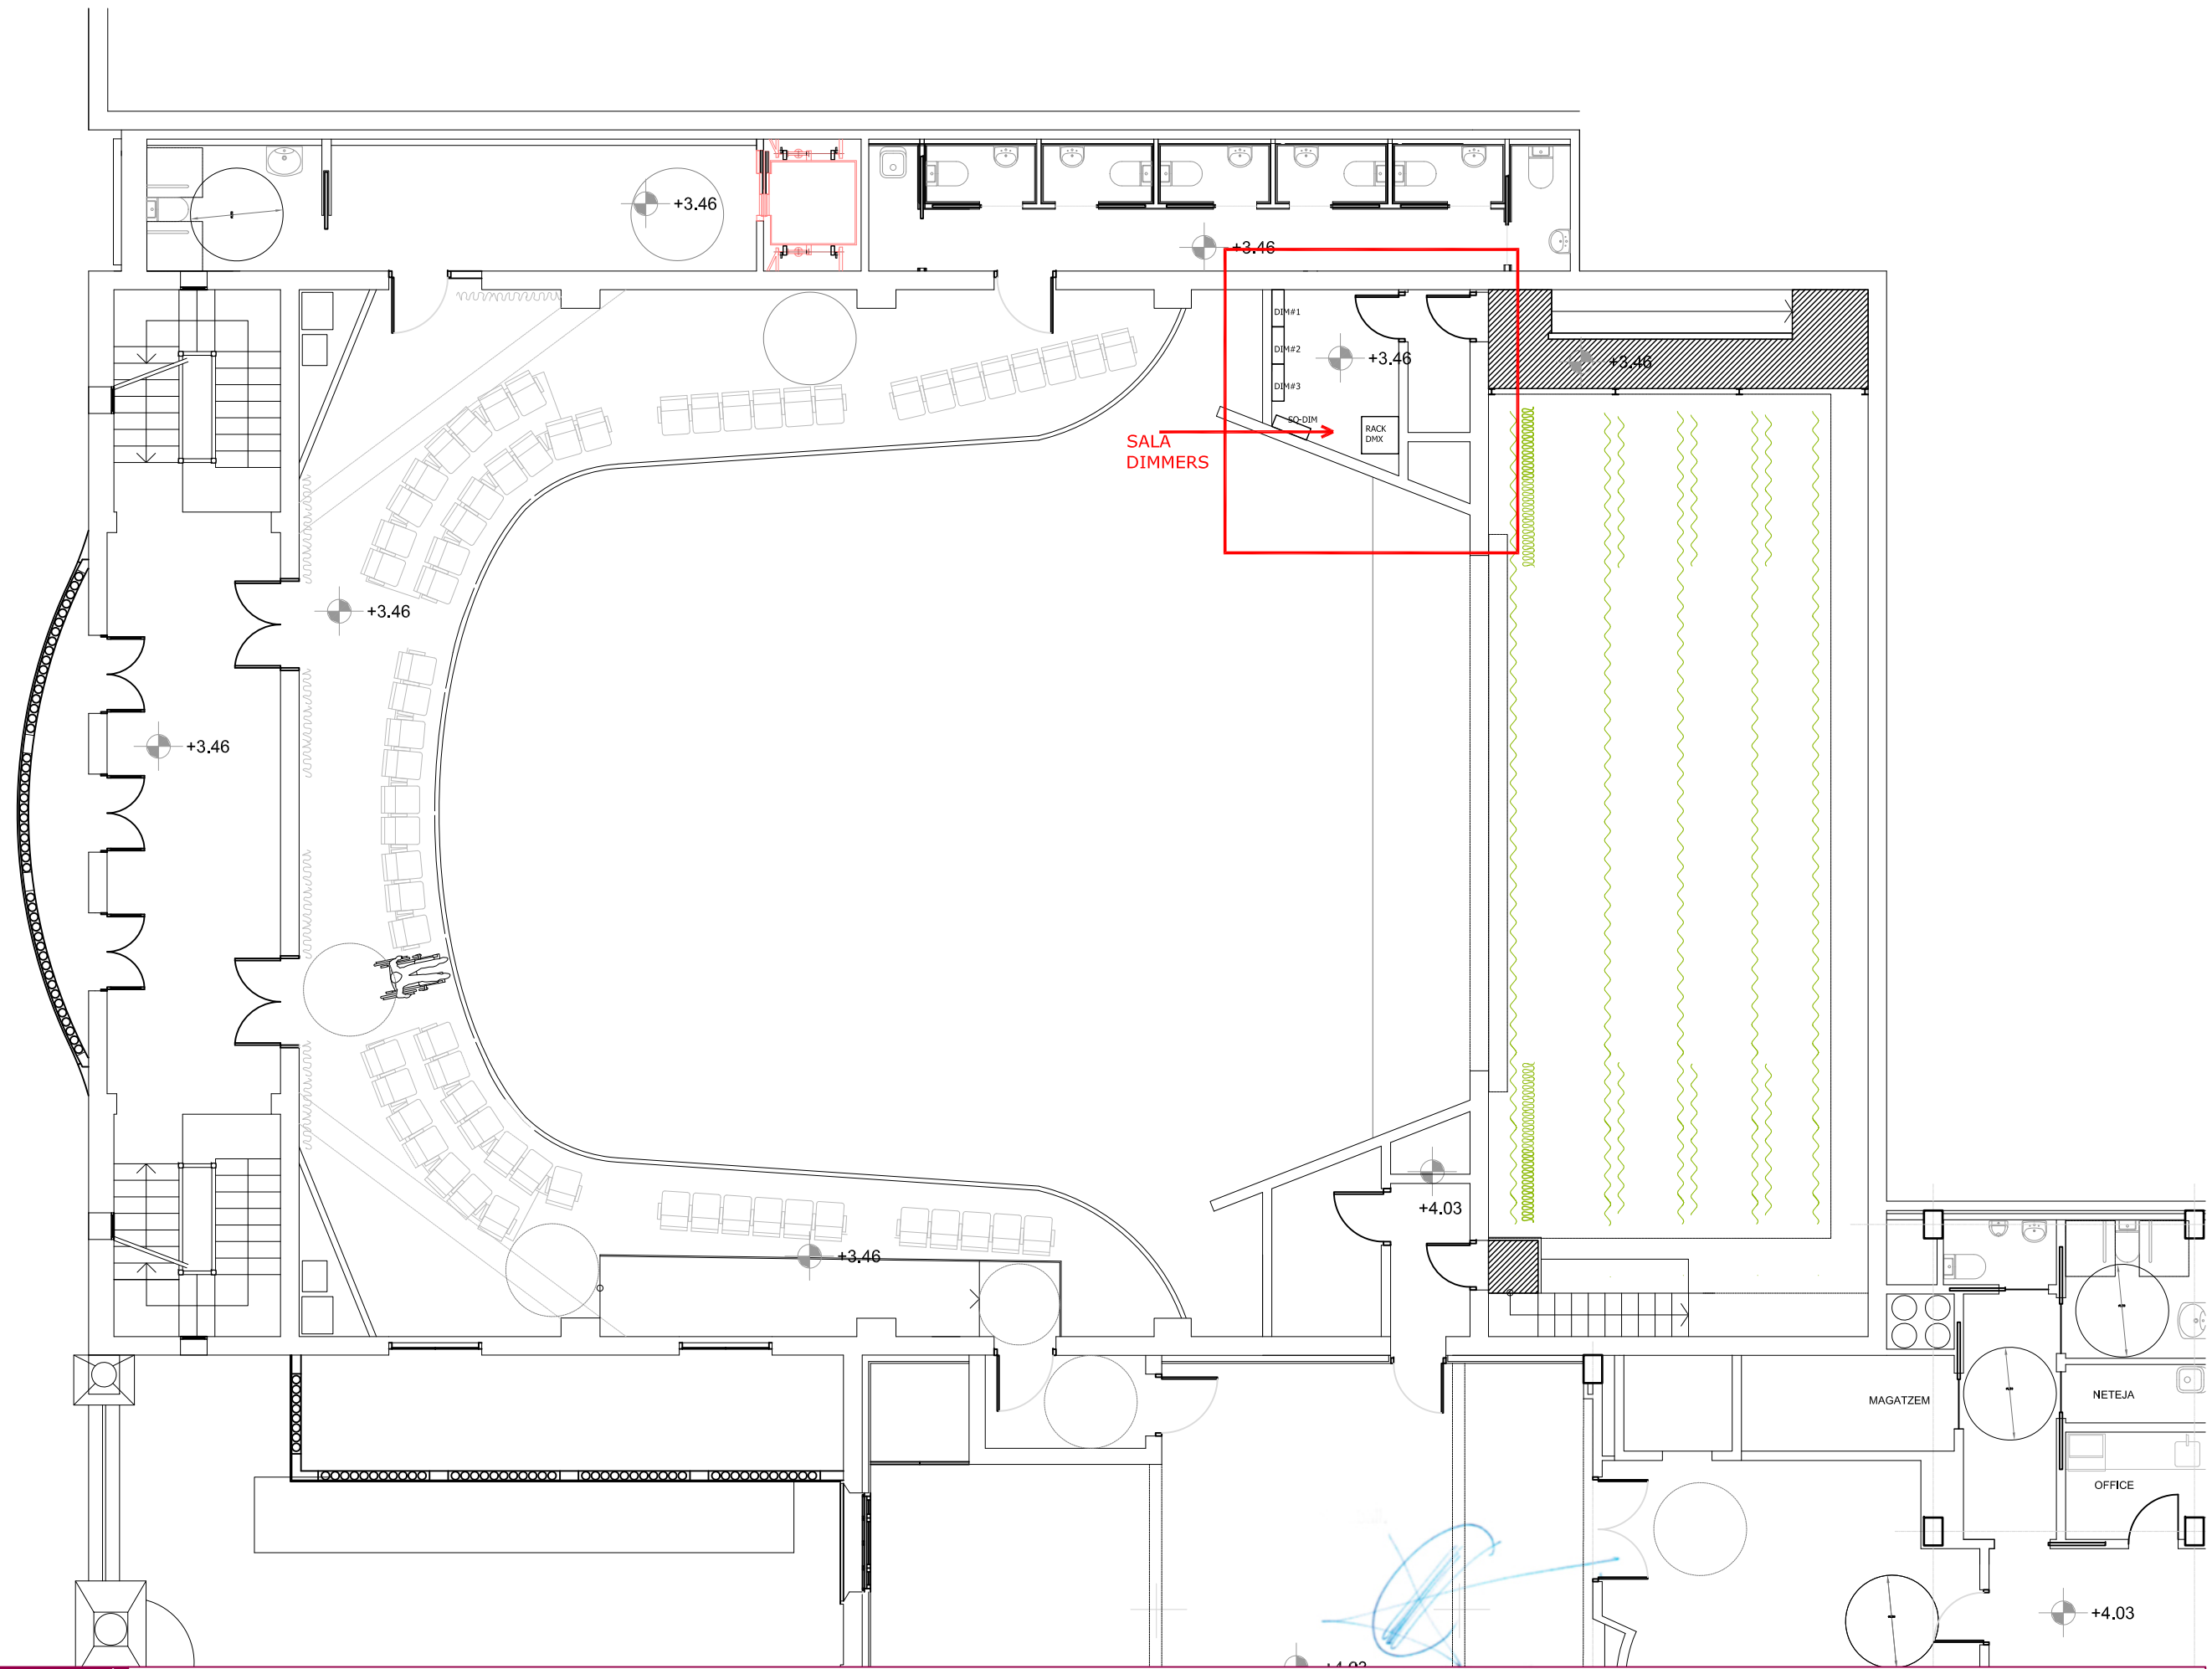 +3.46
+3.46
DIM#1
DIM#2
+3.46
+3.46
DIM#3
SQ-DIM
RACK
DMX
SALA
DIMMERS
+3.46
+3.46
+4.03
+3.46
MAGATZEM
NETEJA
OFFICE
+4.03